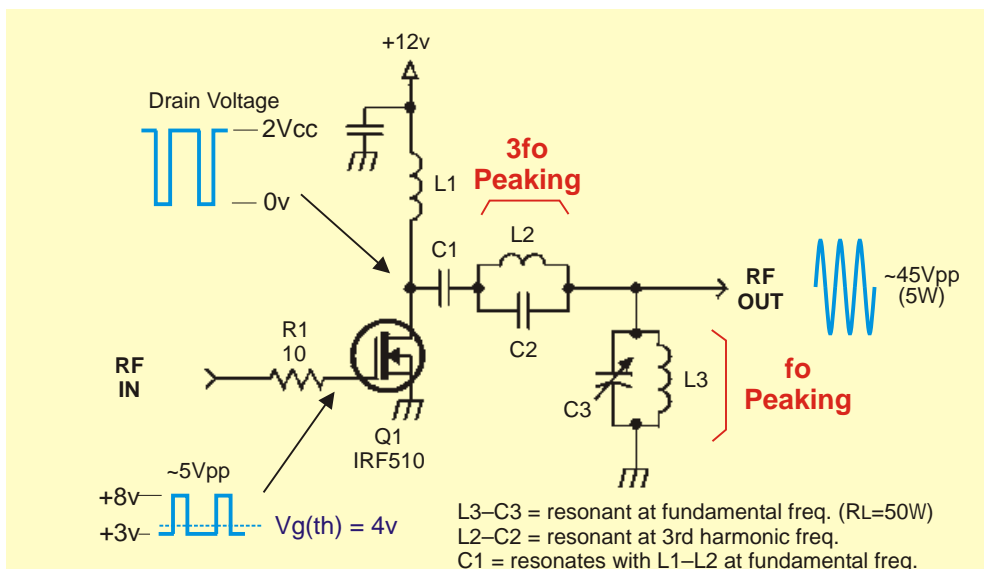 +12v
Drain Voltage
2Vcc
0v
L1
3fo
Peaking
C1
L2
C2
RF
OUT
~45Vpp
(5W)
R1
10
RF
IN
Q1
IRF510
C3
L3
fo
Peaking
~5Vpp
+8v
+3v
Vg(th) = 4v
L3–C3 = resonant at fundamental freq. (RL=50W)
L2–C2 = resonant at 3rd harmonic freq.
C1 = resonates with L1–L2 at fundamental freq.